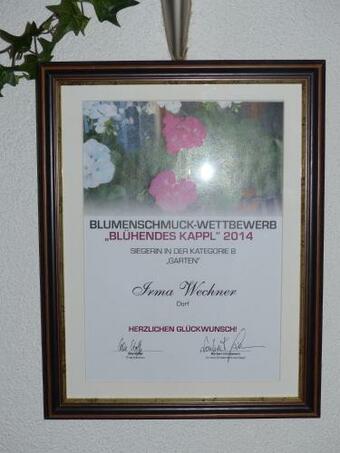 BLUMENSCHMUCK-WETTBEWERB
„BLÜHENDES KAPPL" 2014
SIEGERIN IN DER KATEGORIE B
„GARTEN"
Irma Wechner
Dorf
HERZLICHEN GLÜCKWUNSCH!